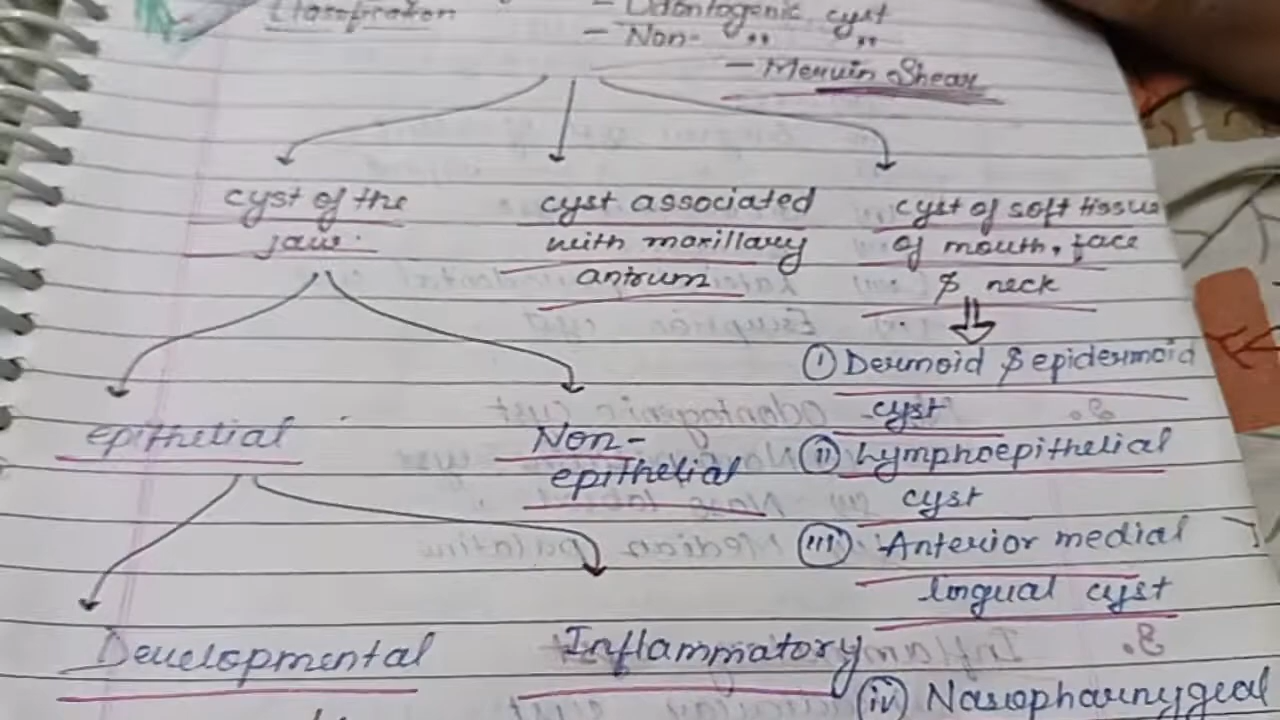 Classification
- Odontogenic cyst
- Non- " "
- Mervin Shear
cyst of the
jaw.
cyst associated
with maxillary
antrum
cyst of soft tissue
of mouth, face
& neck
(i) Dermoid & epidermoid
cyst
(ii) Lymphoepithelial
cyst
(iii) Anterior medial
lingual cyst
(iv) Nasopharnygeal
epithelial
Non-
epithelial
Developmental
Inflammatory